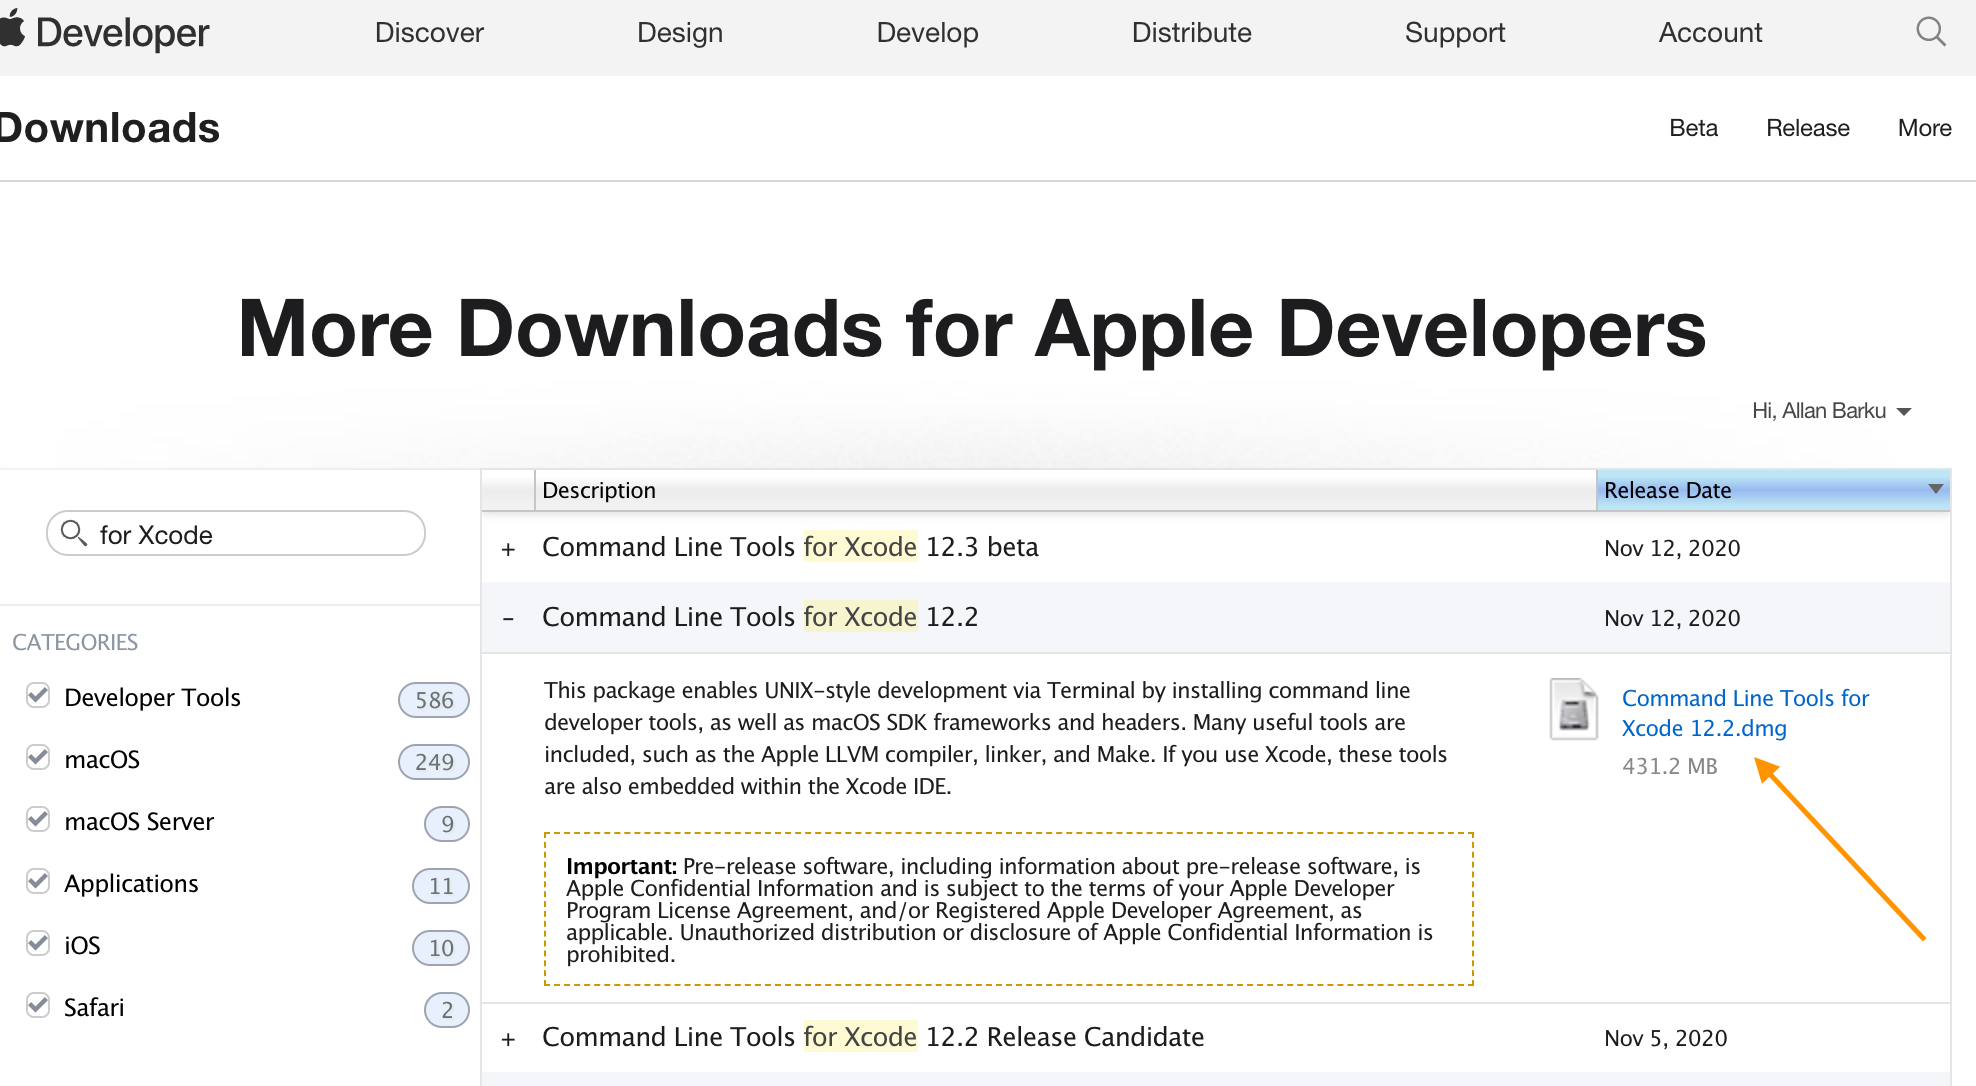 Developer
Discover
Design
Develop
Distribute
Support
Account
Downloads
Beta
Release
More
More Downloads for Apple Developers
Hi, Allan Barku
for Xcode
CATEGORIES
Developer Tools 586
macOS 249
macOS Server 9
Applications 11
iOS 10
Safari 2
Description
Release Date
+ Command Line Tools for Xcode 12.3 beta
Nov 12, 2020
– Command Line Tools for Xcode 12.2
Nov 12, 2020
This package enables UNIX-style development via Terminal by installing command line
developer tools, as well as macOS SDK frameworks and headers. Many useful tools are
included, such as the Apple LLVM compiler, linker, and Make. If you use Xcode, these tools
are also embedded within the Xcode IDE.
Command Line Tools for
Xcode 12.2.dmg
431.2 MB
Important: Pre-release software, including information about pre-release software, is
Apple Confidential Information and is subject to the terms of your Apple Developer
Program License Agreement, and/or Registered Apple Developer Agreement, as
applicable. Unauthorized distribution or disclosure of Apple Confidential Information is
prohibited.
+ Command Line Tools for Xcode 12.2 Release Candidate
Nov 5, 2020